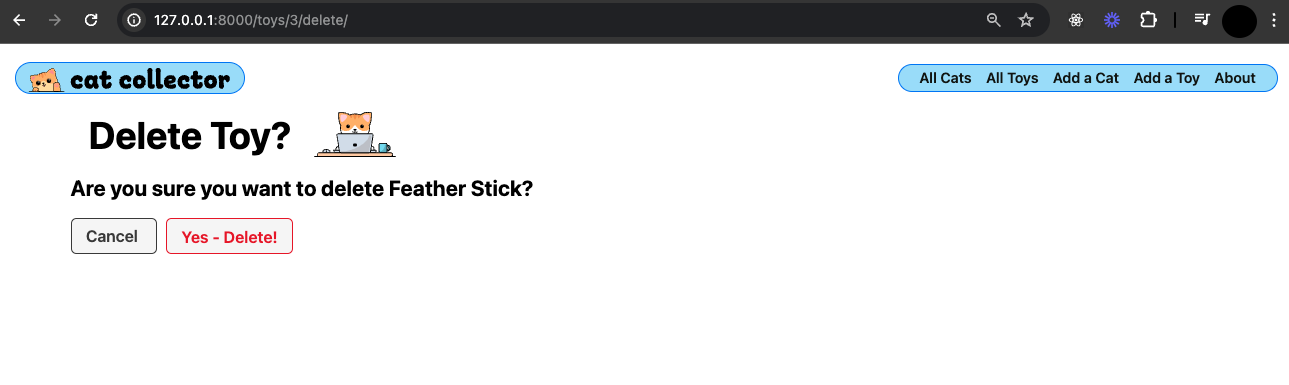 127.0.0.1:8000/toys/3/delete/
cat collector
All Cats All Toys Add a Cat Add a Toy About
Delete Toy?
Are you sure you want to delete Feather Stick?
Cancel Yes - Delete!